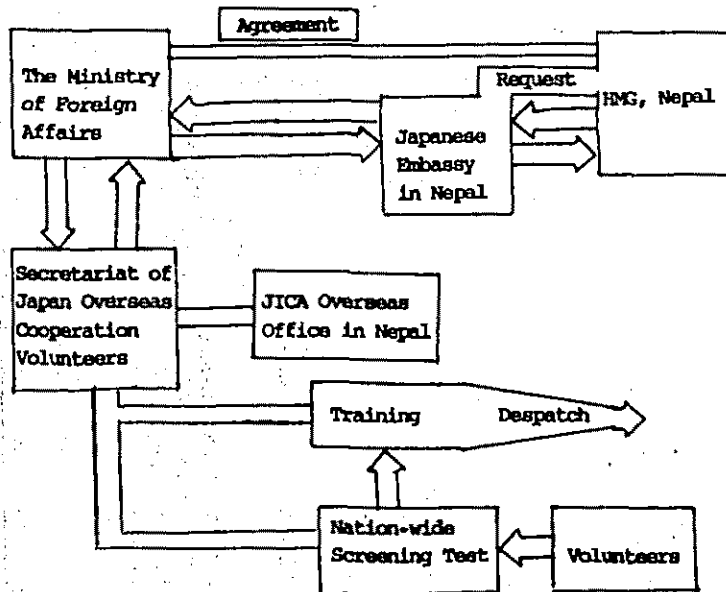 Agreement
The Ministry
of Foreign
Affairs
Request
HMG, Nepal
Japanese
Embassy
in Nepal
Secretariat of
Japan Overseas
Cooperation
Volunteers
JICA Overseas
Office in Nepal
Training
Despatch
Nation-wide
Screening Test
Volunteers